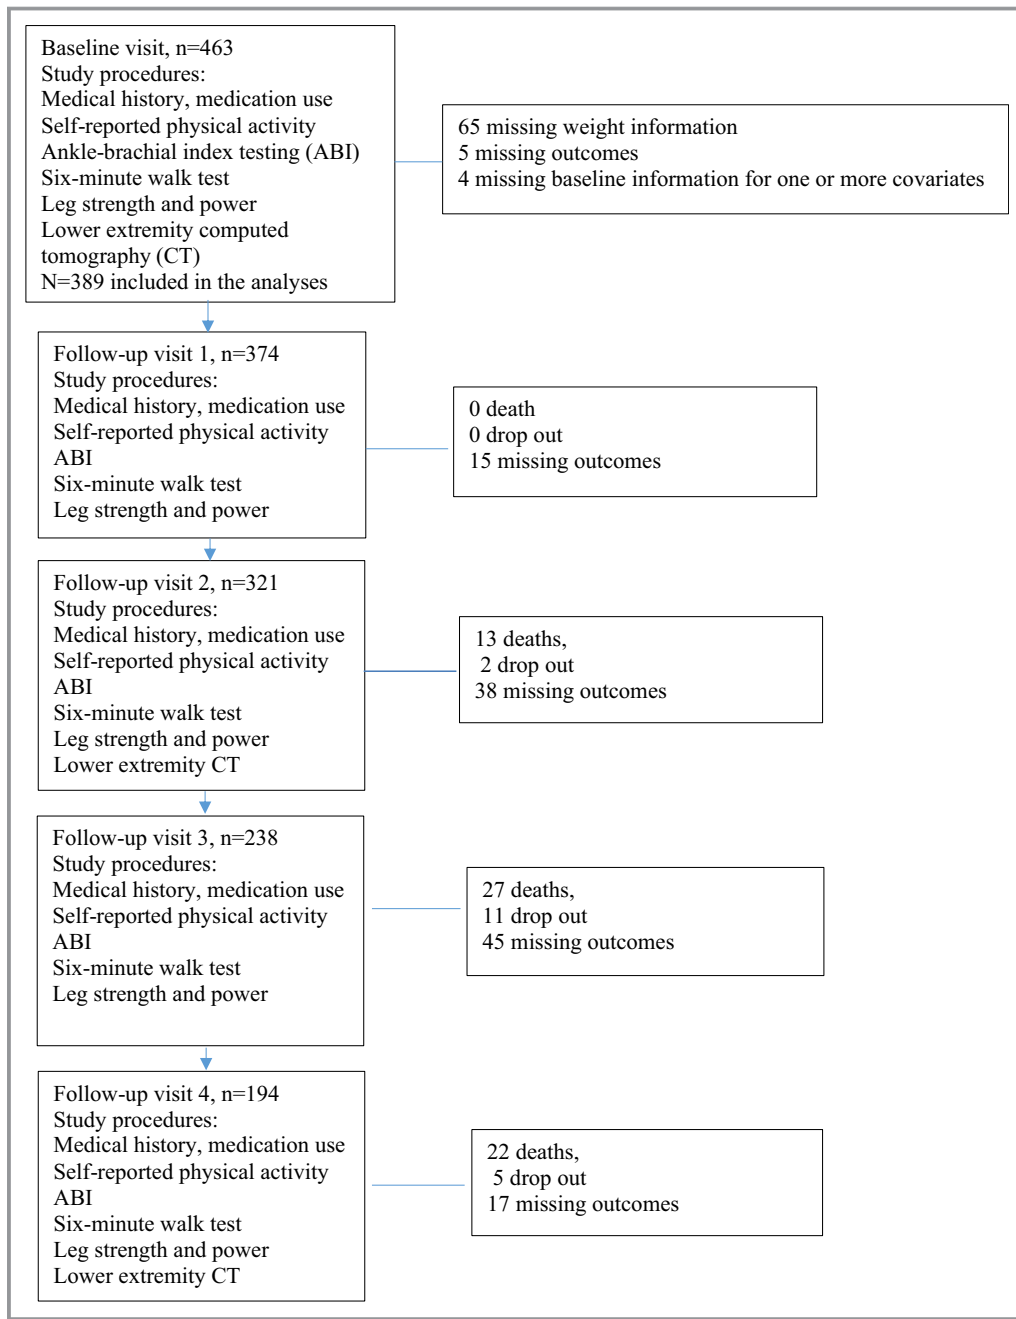 Baseline visit, n=463
Study procedures:
Medical history, medication use
Self-reported physical activity
Ankle-brachial index testing (ABI)
Six-minute walk test
Leg strength and power
Lower extremity computed
tomography (CT)
N=389 included in the analyses
65 missing weight information
5 missing outcomes
4 missing baseline information for one or more covariates
Follow-up visit 1, n=374
Study procedures:
Medical history, medication use
Self-reported physical activity
ABI
Six-minute walk test
Leg strength and power
0 death
0 drop out
15 missing outcomes
Follow-up visit 2, n=321
Study procedures:
Medical history, medication use
Self-reported physical activity
ABI
Six-minute walk test
Leg strength and power
Lower extremity CT
13 deaths,
2 drop out
38 missing outcomes
Follow-up visit 3, n=238
Study procedures:
Medical history, medication use
Self-reported physical activity
ABI
Six-minute walk test
Leg strength and power
27 deaths,
11 drop out
45 missing outcomes
Follow-up visit 4, n=194
Study procedures:
Medical history, medication use
Self-reported physical activity
ABI
Six-minute walk test
Leg strength and power
Lower extremity CT
22 deaths,
5 drop out
17 missing outcomes